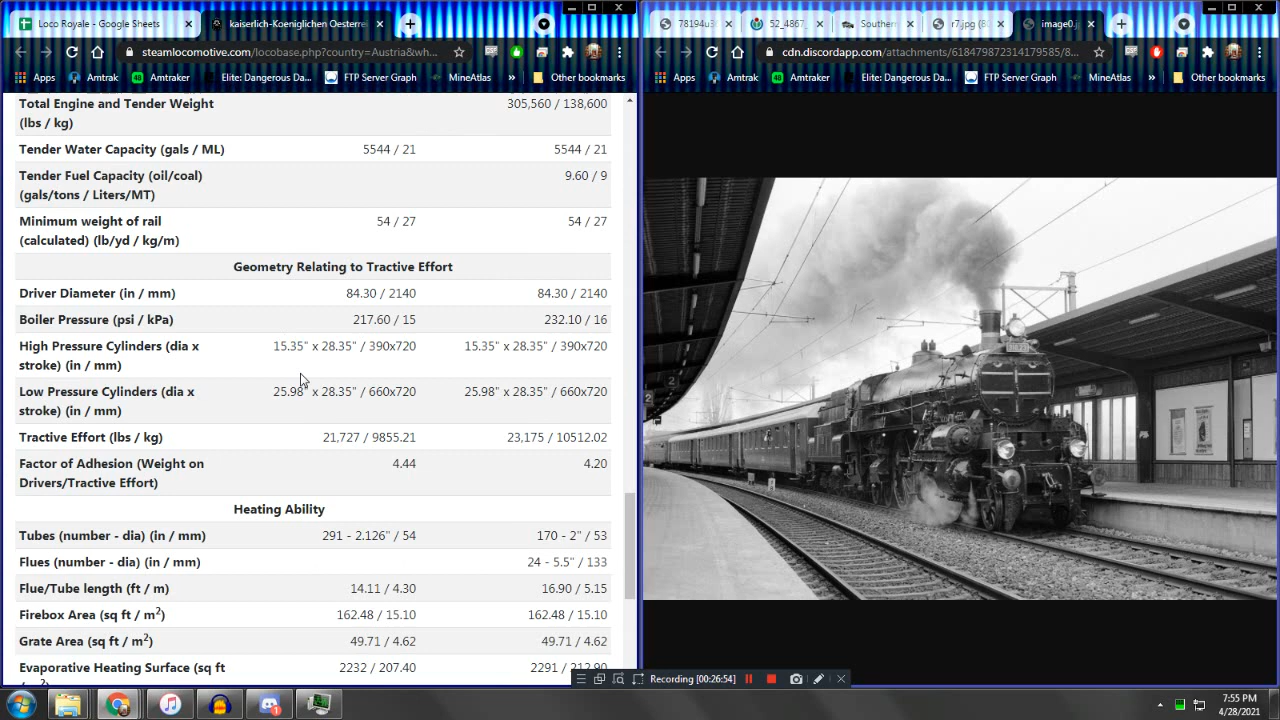 Loco Royale - Google Sheets
kaiserlich-Koeniglichen Oesterrei
steamlocomotive.com/locobase.php?country=Austria&wh...
Apps Amtrak Amtraker Elite: Dangerous Da... FTP Server Graph MineAtlas » Other bookmarks
Total Engine and Tender Weight
(lbs / kg)
305,560 / 138,600
Tender Water Capacity (gals / ML) 5544 / 21 5544 / 21
Tender Fuel Capacity (oil/coal)
(gals/tons / Liters/MT)
9.60 / 9
Minimum weight of rail
(calculated) (lb/yd / kg/m)
54 / 27 54 / 27
Geometry Relating to Tractive Effort
Driver Diameter (in / mm) 84.30 / 2140 84.30 / 2140
Boiler Pressure (psi / kPa) 217.60 / 15 232.10 / 16
High Pressure Cylinders (dia x
stroke) (in / mm)
15.35" x 28.35" / 390x720 15.35" x 28.35" / 390x720
Low Pressure Cylinders (dia x
stroke) (in / mm)
25.98" x 28.35" / 660x720 25.98" x 28.35" / 660x720
Tractive Effort (lbs / kg) 21,727 / 9855.21 23,175 / 10512.02
Factor of Adhesion (Weight on
Drivers/Tractive Effort)
4.44 4.20
Heating Ability
Tubes (number - dia) (in / mm) 291 - 2.126" / 54 170 - 2" / 53
Flues (number - dia) (in / mm) 24 - 5.5" / 133
Flue/Tube length (ft / m) 14.11 / 4.30 16.90 / 5.15
Firebox Area (sq ft / m²) 162.48 / 15.10 162.48 / 15.10
Grate Area (sq ft / m²) 49.71 / 4.62 49.71 / 4.62
Evaporative Heating Surface (sq ft
2232 / 207.40 2291 / 212.90
Recording [00:26:54]
78194u3
52_4867
Southern
r7.jpg (8
image0.j
cdn.discordapp.com/attachments/618479872314179585/8...
Apps Amtrak Amtraker Elite: Dangerous Da... FTP Server Graph MineAtlas » Other bookmarks
2
2
7:55 PM
4/28/2021